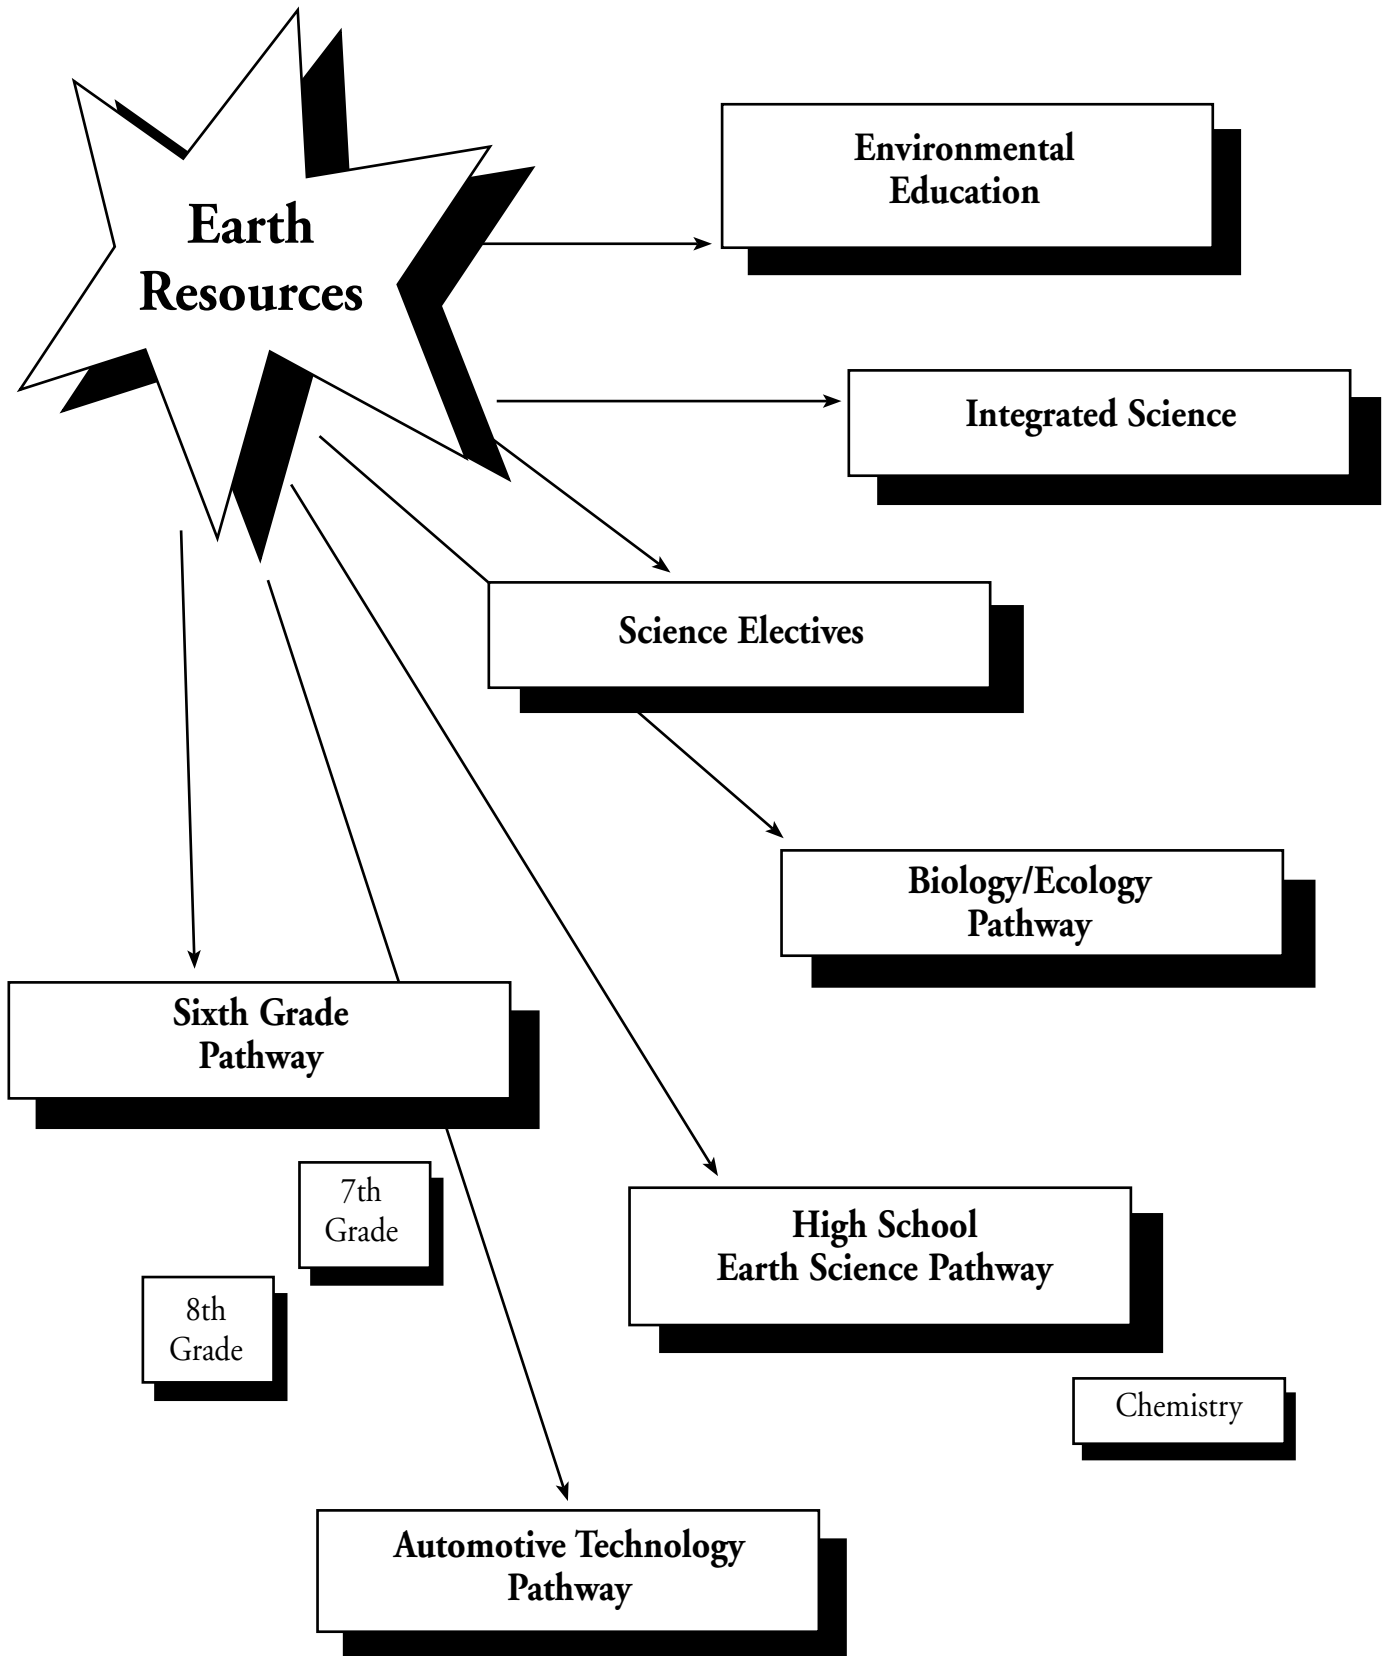 Earth
Resources
Environmental
Education
Integrated Science
Science Electives
Biology/Ecology
Pathway
Sixth Grade
Pathway
7th
Grade
High School
Earth Science Pathway
8th
Grade
Chemistry
Automotive Technology
Pathway